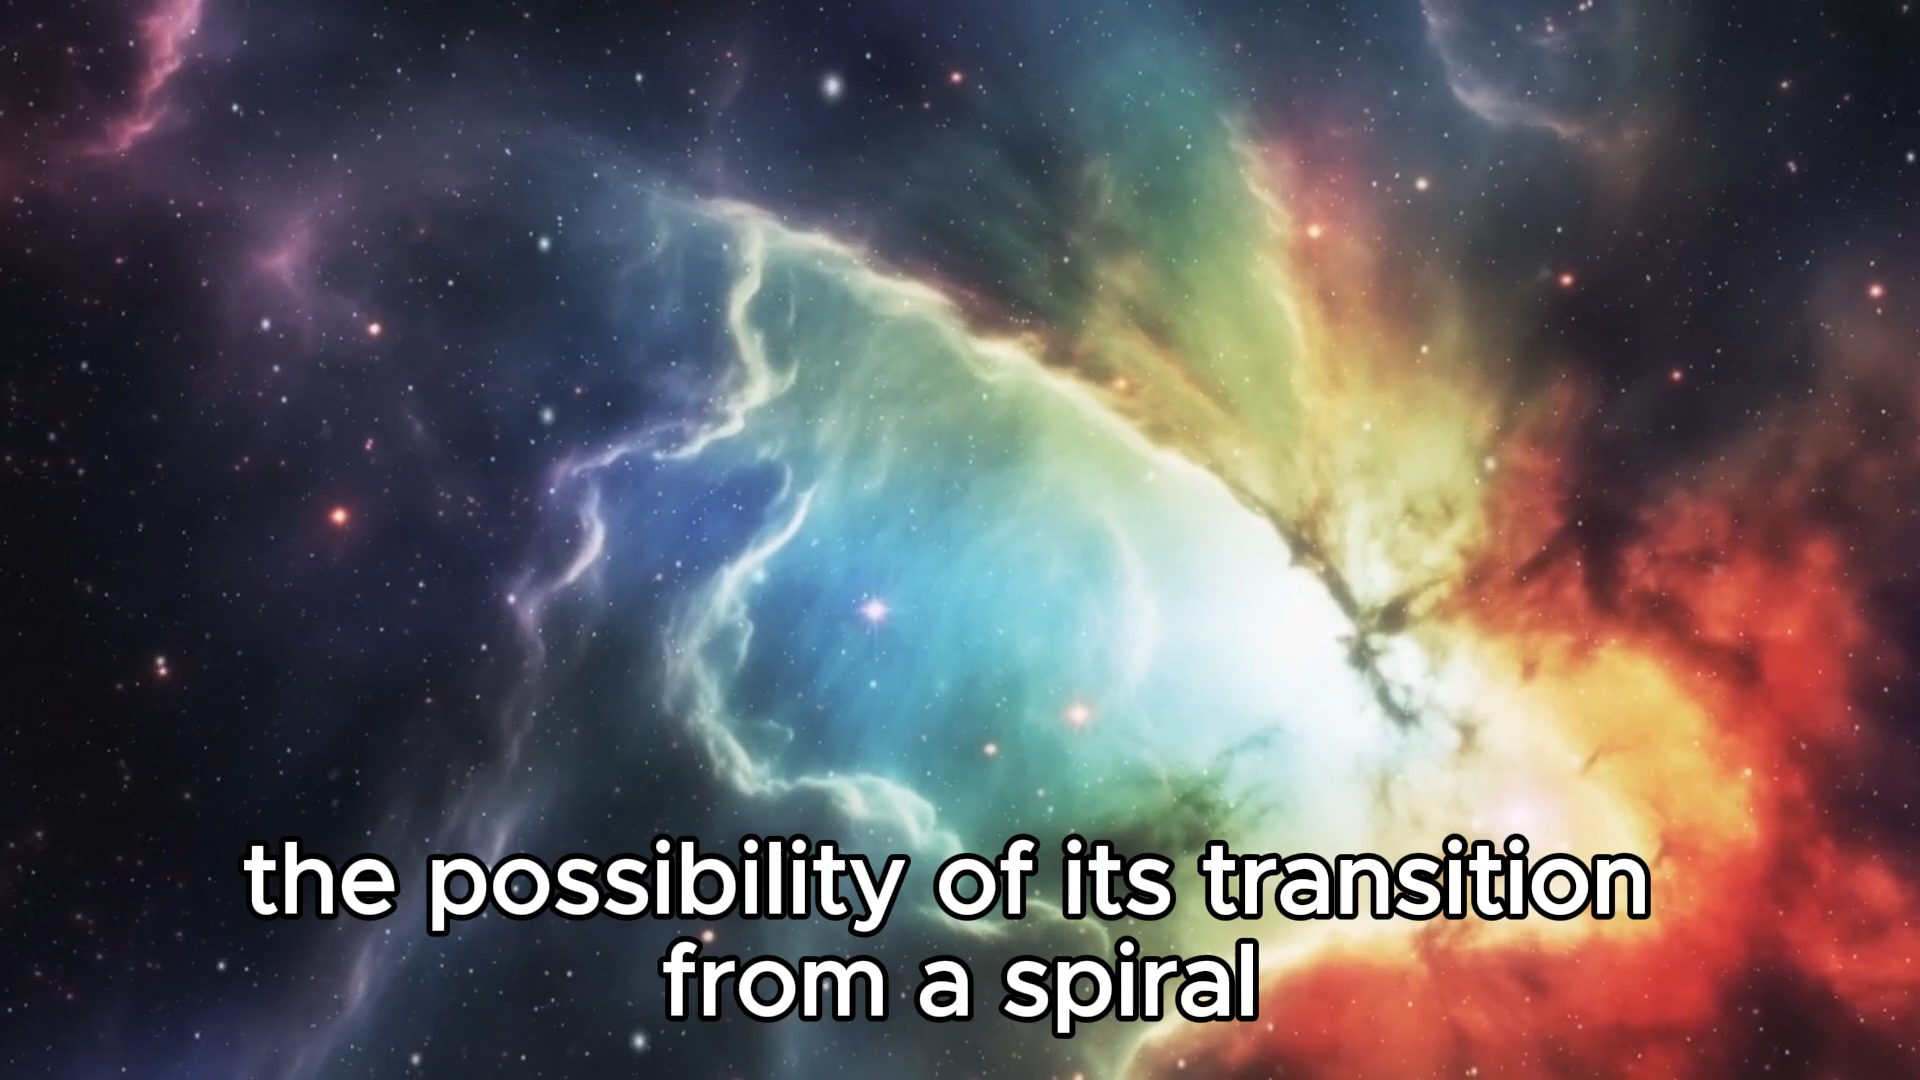 the possibility of its transition
from a spiral